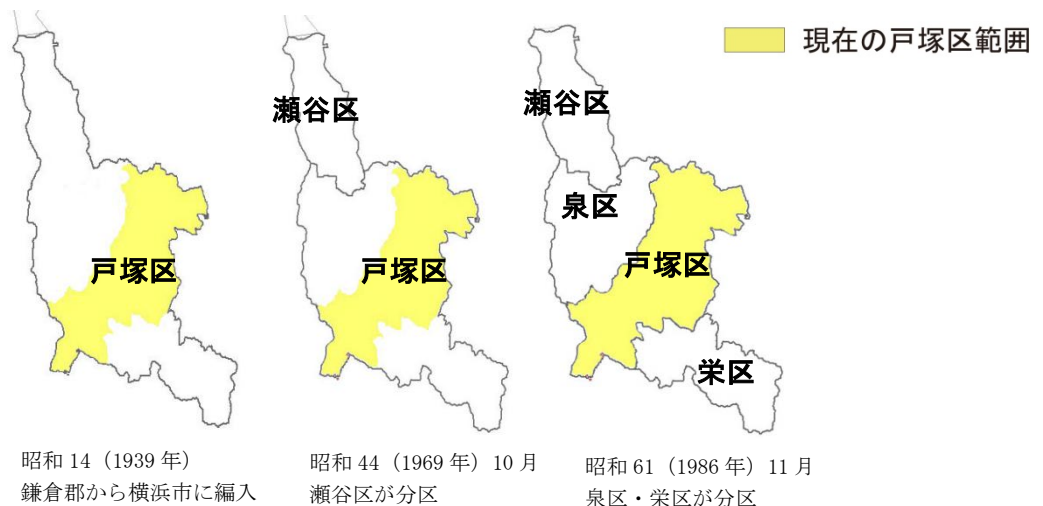 現在の戸塚区範囲
瀬谷区
瀬谷区
泉区
戸塚区
戸塚区
戸塚区
栄区
昭和 14（1939 年）
鎌倉郡から横浜市に編入
昭和 44（1969 年）10 月
瀬谷区が分区
昭和 61（1986 年）11 月
泉区・栄区が分区